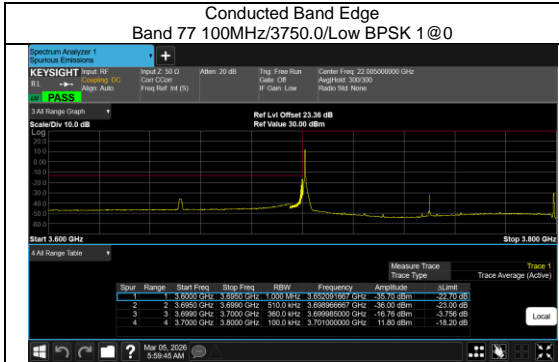 Conducted Band Edge
Band 77 100MHz/3750.0/Low BPSK 1@0
Spectrum Analyzer 1
Spurious Emissions
KEYSIGHT Input: RF Input Z: 50 Ω Atten: 20 dB Trig: Free Run Center Freq: 22.005000000 GHz
RL Coupling: DC Corr CCorr Gate: Off Avg|Hold: 300/300
Align: Auto Freq Ref: Int (S) IF Gain: Low Radio Std: None
PASS
3 All Range Graph
Ref Lvl Offset 23.36 dB
Scale/Div 10.0 dB Ref Value 30.00 dBm
Log
20.0
10.0
0.00
-10.0
-20.0
-30.0
-40.0
-50.0
-60.0
Start 3.600 GHz Stop 3.800 GHz
4 All Range Table
Measure Trace Trace 1
Trace Type Trace Average (Active)
Spur Range Start Freq Stop Freq RBW Frequency Amplitude ΔLimit
1 1 3.6000 GHz 3.6950 GHz 1.000 MHz 3.652091667 GHz -35.70 dBm -22.70 dB
2 2 3.6950 GHz 3.6990 GHz 510.0 kHz 3.698966667 GHz -36.00 dBm -23.00 dB
3 3 3.6990 GHz 3.7000 GHz 360.0 kHz 3.699985000 GHz -16.76 dBm -3.756 dB
4 4 3.7000 GHz 3.8000 GHz 100.0 kHz 3.701000000 GHz 11.80 dBm -18.20 dB
Local
Mar 05, 2026
5:59:45 AM